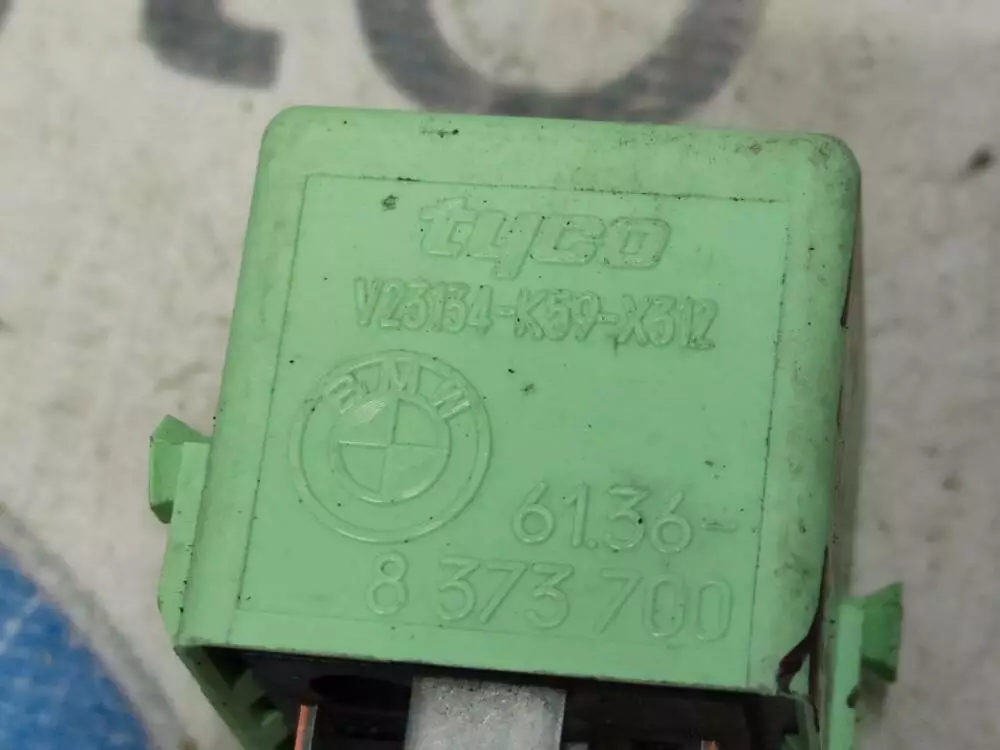 tyco
V23134-K59-X312
BMW
61.36-
8 373 700